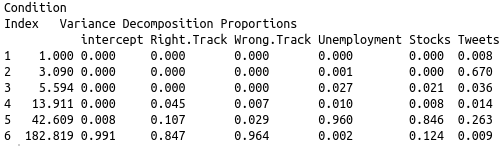 Condition
Index Variance Decomposition Proportions
intercept Right.Track Wrong.Track Unemployment Stocks Tweets
1 1.000 0.000 0.000 0.000 0.000 0.000 0.008
2 3.090 0.000 0.000 0.000 0.001 0.000 0.670
3 5.594 0.000 0.000 0.000 0.027 0.021 0.036
4 13.911 0.000 0.045 0.007 0.010 0.008 0.014
5 42.609 0.008 0.107 0.029 0.960 0.846 0.263
6 182.819 0.991 0.847 0.964 0.002 0.124 0.009